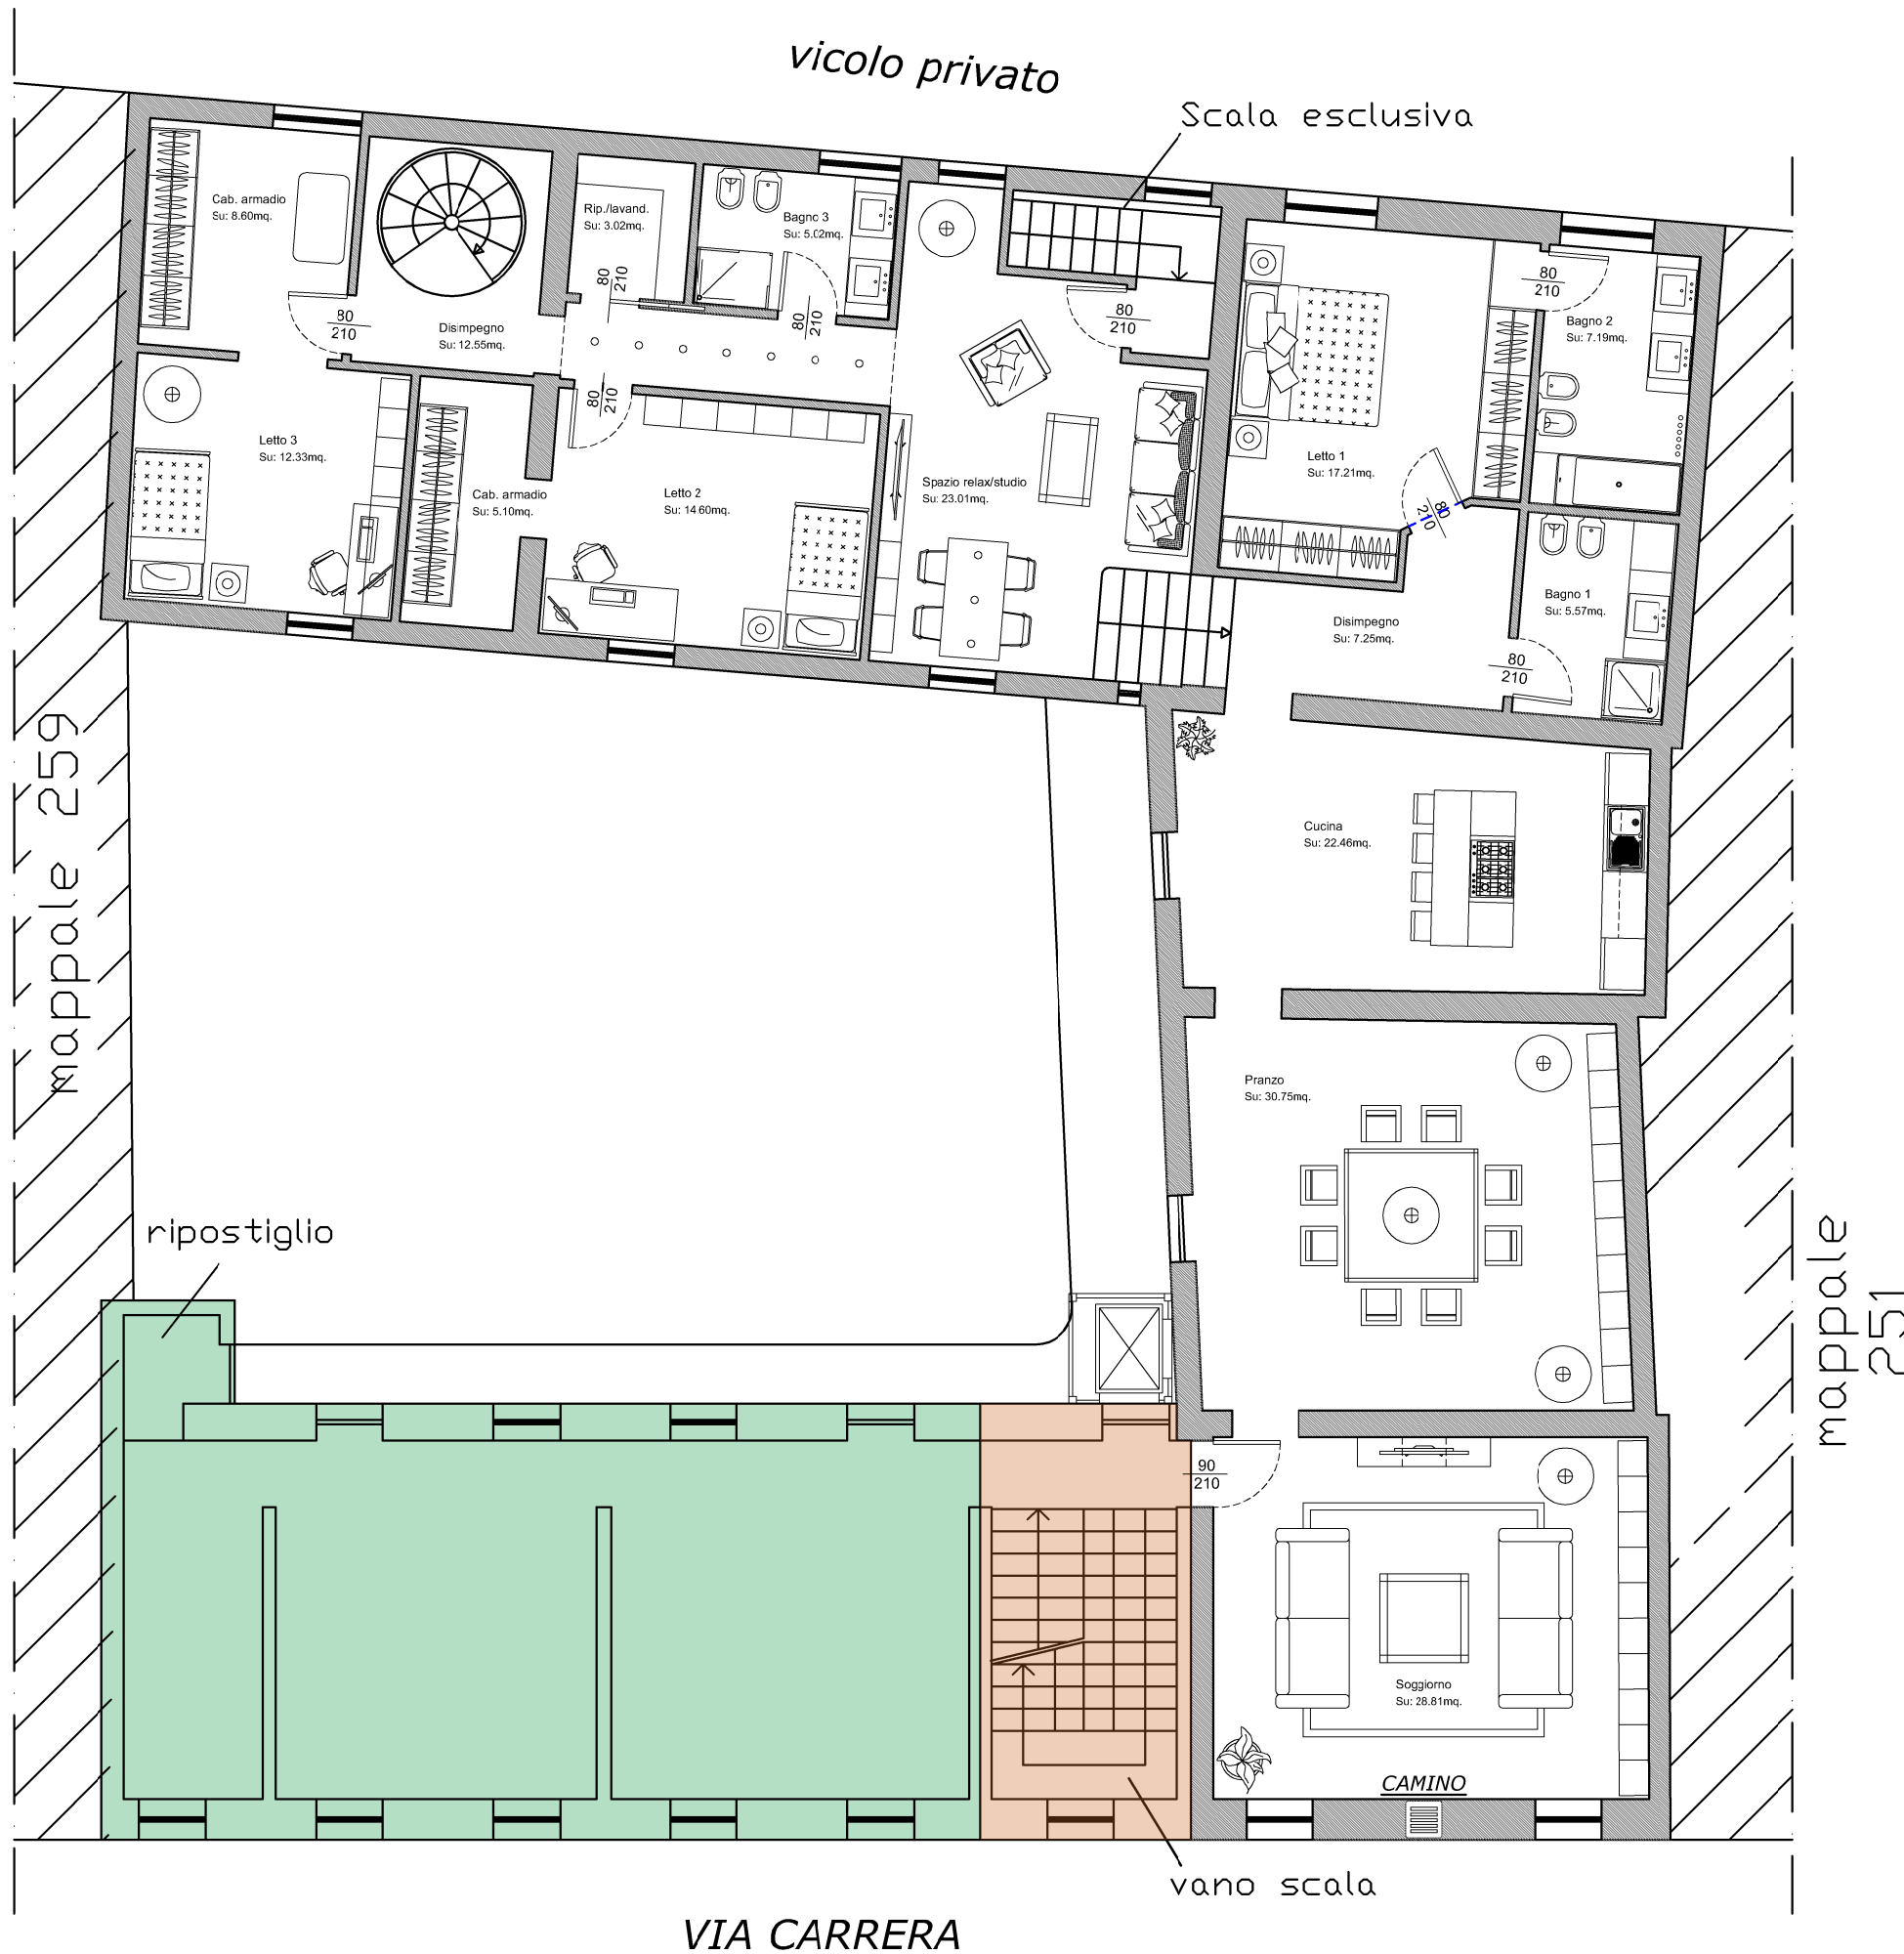 vicolo privato
Scala esclusiva
Cab. armadio
Su: 8.60mq.
Rip./lavand.
Su: 3.02mq.
Bagno 3
Su: 5.02mq.
80
210
80
210
80
210
Disimpegno
Su: 12.55mq.
80
210
80
210
Bagno 2
Su: 7.19mq.
80
210
Letto 3
Su: 12.33mq.
Cab. armadio
Su: 5.10mq.
Letto 2
Su: 14.60mq.
Spazio relax/studio
Su: 23.01mq.
Letto 1
Su: 17.21mq.
80
210
Bagno 1
Su: 5.57mq.
Disimpegno
Su: 7.25mq.
80
210
mappale 259
Cucina
Su: 22.46mq.
Pranzo
Su: 30.75mq.
ripostiglio
mappale
251
90
210
Soggiorno
Su: 28.81mq.
CAMINO
vano scala
VIA CARRERA